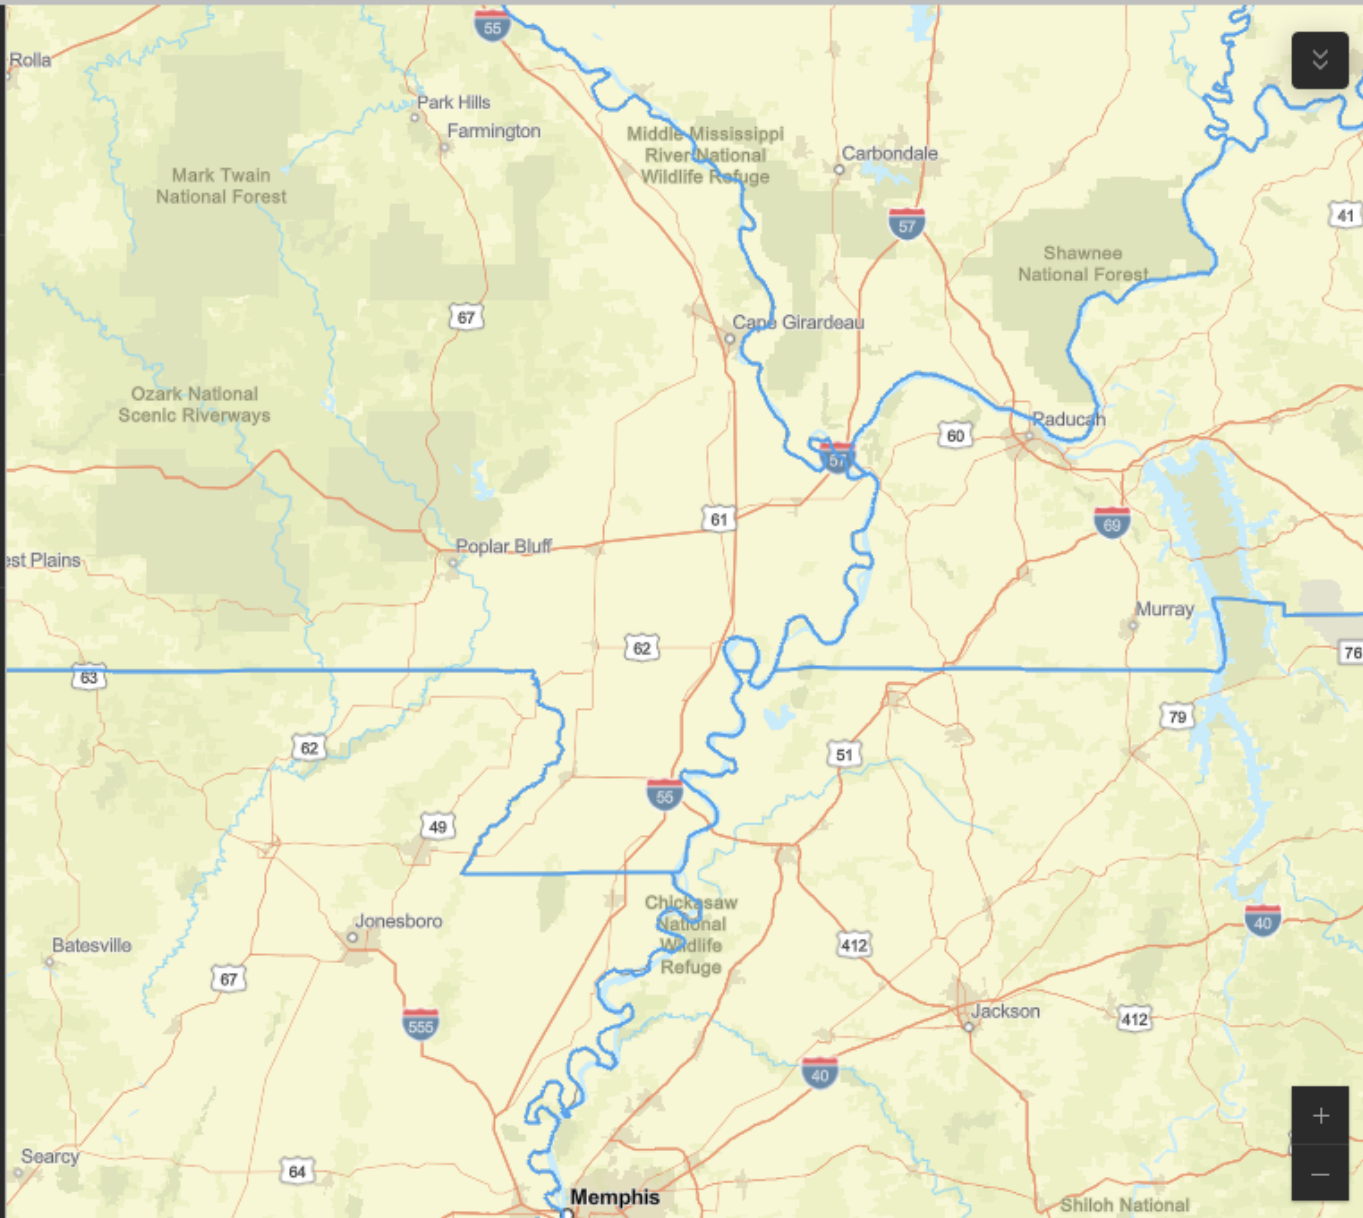 55
Rolla
Park Hills
Farmington
Middle Mississippi
River National
Wildlife Refuge
Carbondale
Mark Twain
National Forest
41
57
Shawnee
National Forest
67
Cape Girardeau
Ozark National
Scenic Riverways
Paducah
60
57
61
69
Poplar Bluff
est Plains
Murray
62
76
63
79
62
51
55
49
Chickasaw
National
Wildlife
Refuge
40
Jonesboro
412
Batesville
67
Jackson
412
555
40
Searcy
64
Memphis
Shiloh National